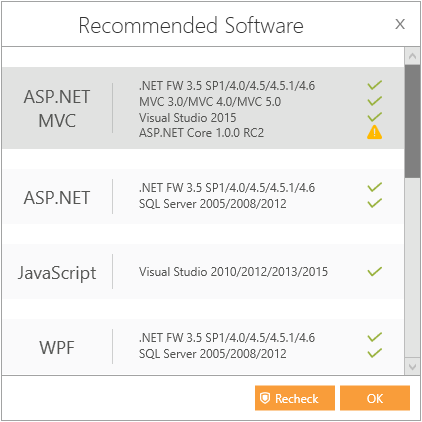 Recommended Software
X
ASP.NET
MVC
.NET FW 3.5 SP1/4.0/4.5/4.5.1/4.6
MVC 3.0/MVC 4.0/MVC 5.0
Visual Studio 2015
ASP.NET Core 1.0.0 RC2
ASP.NET
.NET FW 3.5 SP1/4.0/4.5/4.5.1/4.6
SQL Server 2005/2008/2012
JavaScript
Visual Studio 2010/2012/2013/2015
WPF
.NET FW 3.5 SP1/4.0/4.5/4.5.1/4.6
SQL Server 2005/2008/2012
Recheck
OK